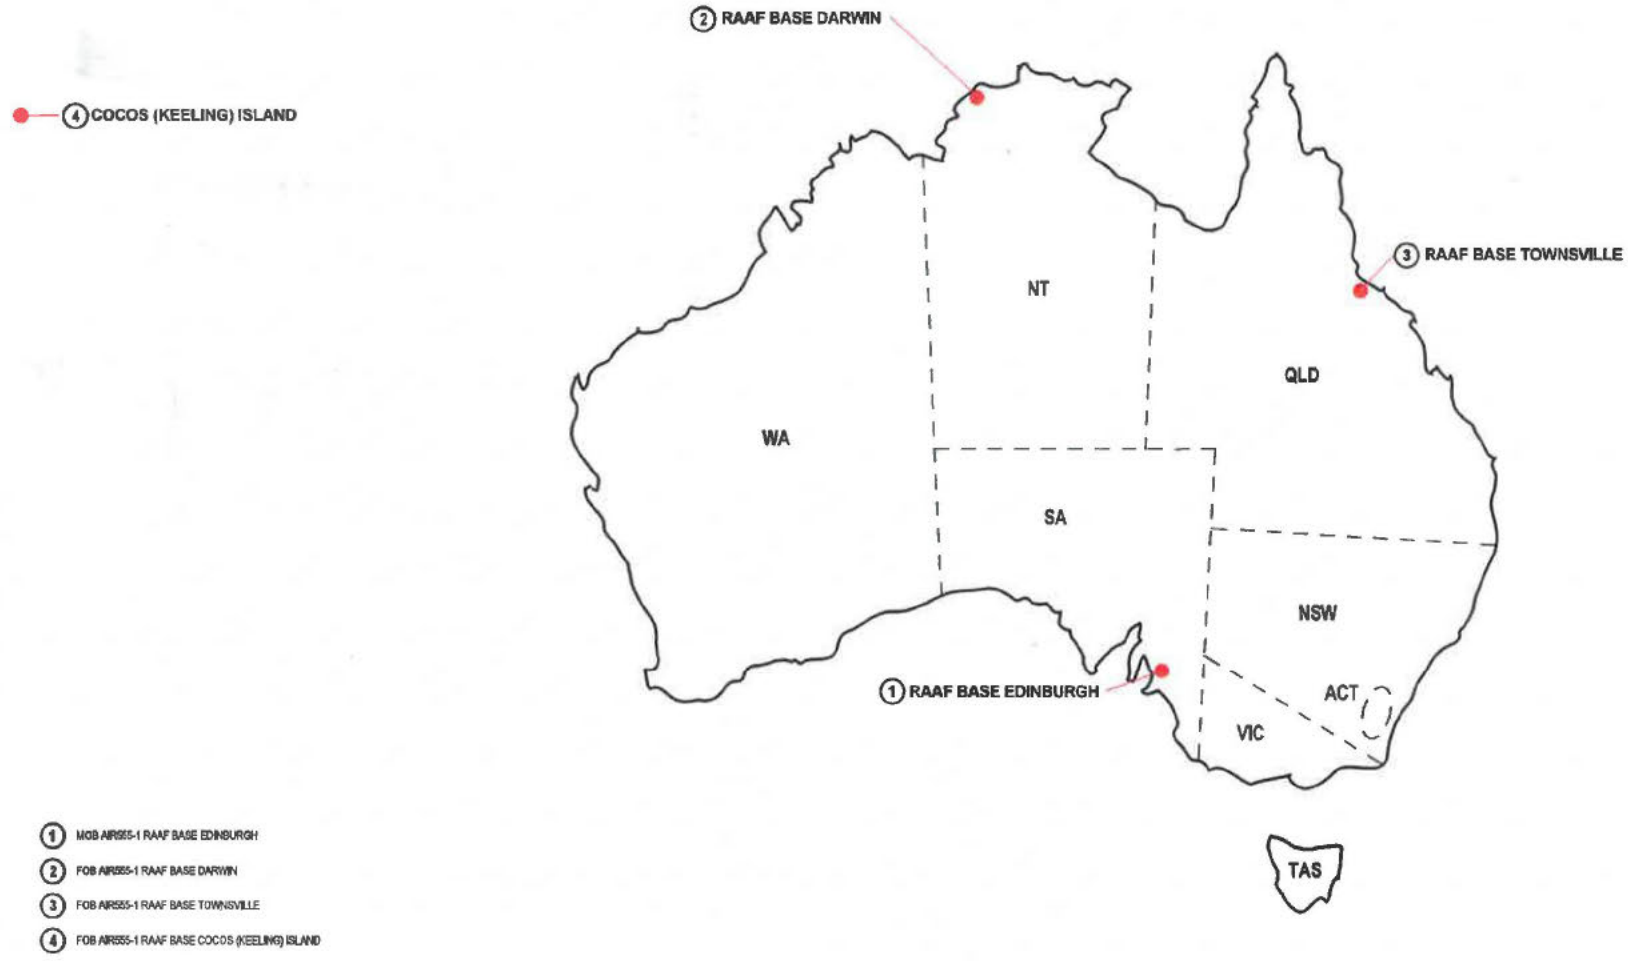 2 RAAF BASE DARWIN
4 COCOS (KEELING) ISLAND
3 RAAF BASE TOWNSVILLE
NT
QLD
WA
SA
NSW
1 RAAF BASE EDINBURGH
ACT
VIC
TAS
1 MOB AIR555-1 RAAF BASE EDINBURGH
2 FOB AIR555-1 RAAF BASE DARWIN
3 FOB AIR555-1 RAAF BASE TOWNSVILLE
4 FOB AIR555-1 RAAF BASE COCOS (KEELING) ISLAND